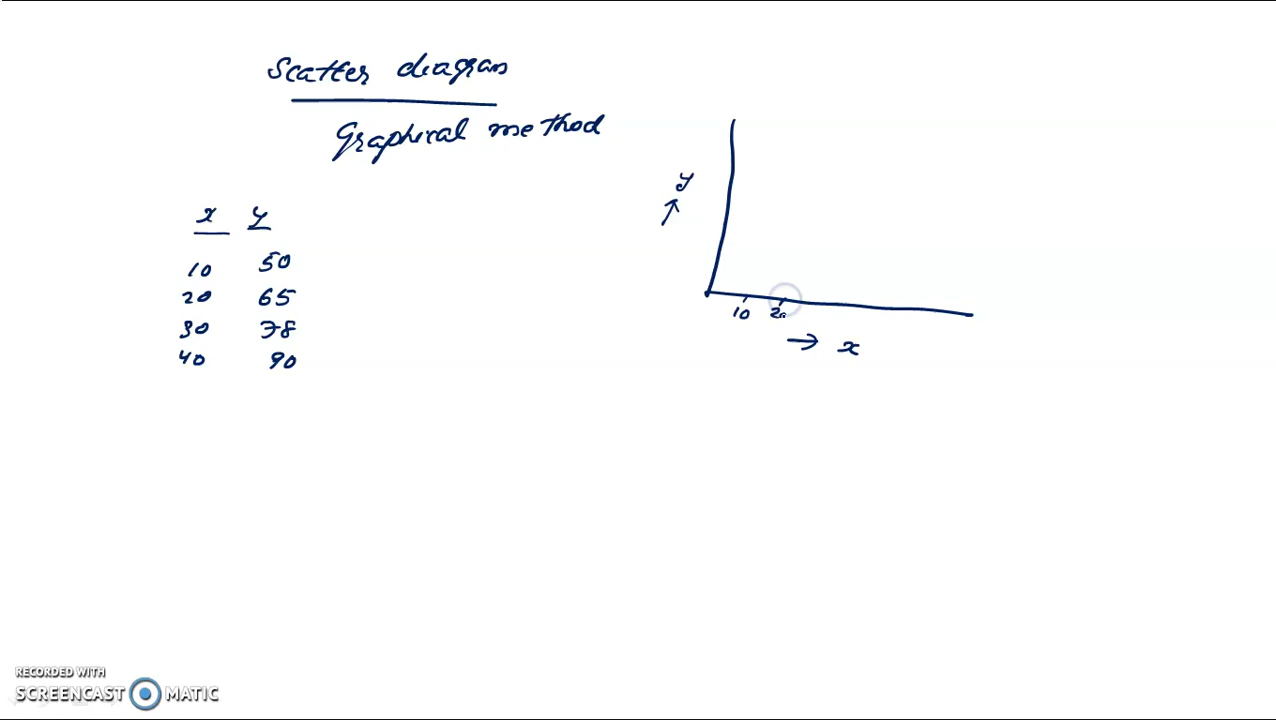 Scatter diagram
Graphical method
x y
10 50
20 65
30 78
40 90
y
↑
10 20
→ x
RECORDED WITH
SCREENCAST MATIC